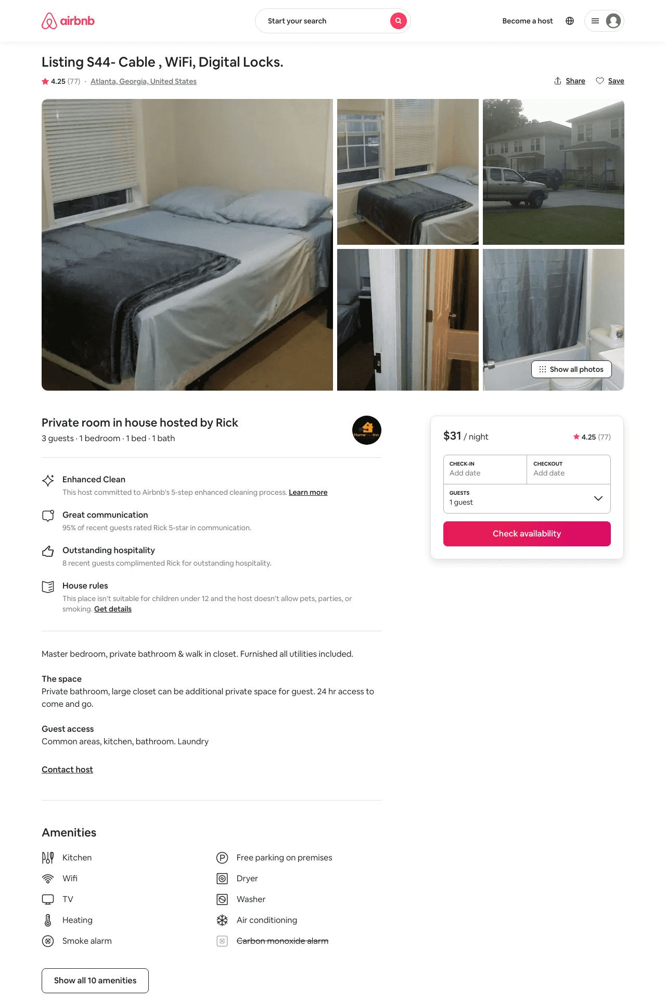 airbnb
Start your search
Become a host
Listing S44- Cable , WiFi, Digital Locks.
4.25 (77) · Atlanta, Georgia, United States
Share
Save
Show all photos
Private room in house hosted by Rick
3 guests · 1 bedroom · 1 bed · 1 bath
HomeKeyInn
$31 / night
4.25 (77)
CHECK-IN
Add date
CHECKOUT
Add date
GUESTS
1 guest
Check availability
Enhanced Clean
This host committed to Airbnb's 5-step enhanced cleaning process. Learn more
Great communication
95% of recent guests rated Rick 5-star in communication.
Outstanding hospitality
8 recent guests complimented Rick for outstanding hospitality.
House rules
This place isn’t suitable for children under 12 and the host doesn’t allow pets, parties, or
smoking. Get details
Master bedroom, private bathroom & walk in closet. Furnished all utilities included.
The space
Private bathroom, large closet can be additional private space for guest. 24 hr access to
come and go.
Guest access
Common areas, kitchen, bathroom. Laundry
Contact host
Amenities
Kitchen
Free parking on premises
Wifi
Dryer
TV
Washer
Heating
Air conditioning
Smoke alarm
Carbon monoxide alarm
Show all 10 amenities